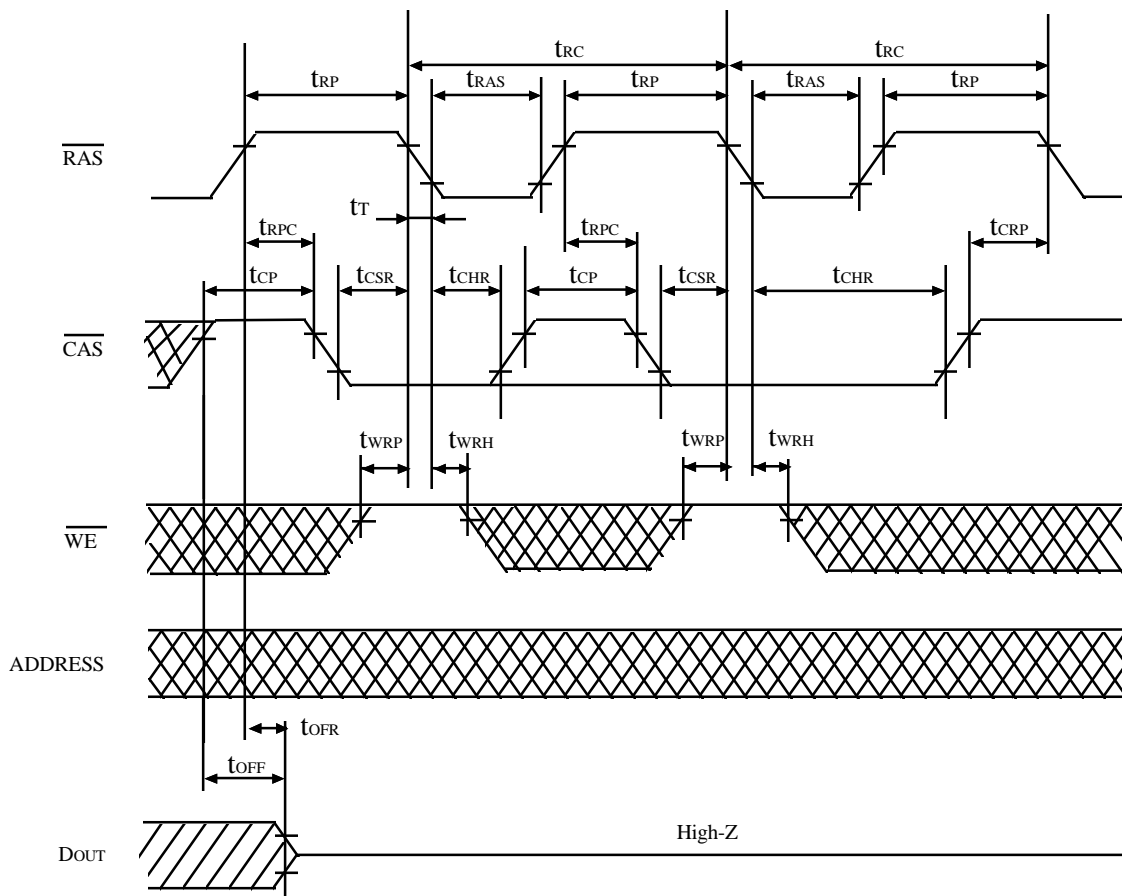 tRC tRC
tRP tRAS tRP tRAS tRP
RAS
tT
tRPC tRPC tCRP
tCP tCSR tCHR tCP tCSR tCHR
CAS
tWRP tWRH tWRP tWRH
WE
ADDRESS
tOFR
tOFF
High-Z
DOUT